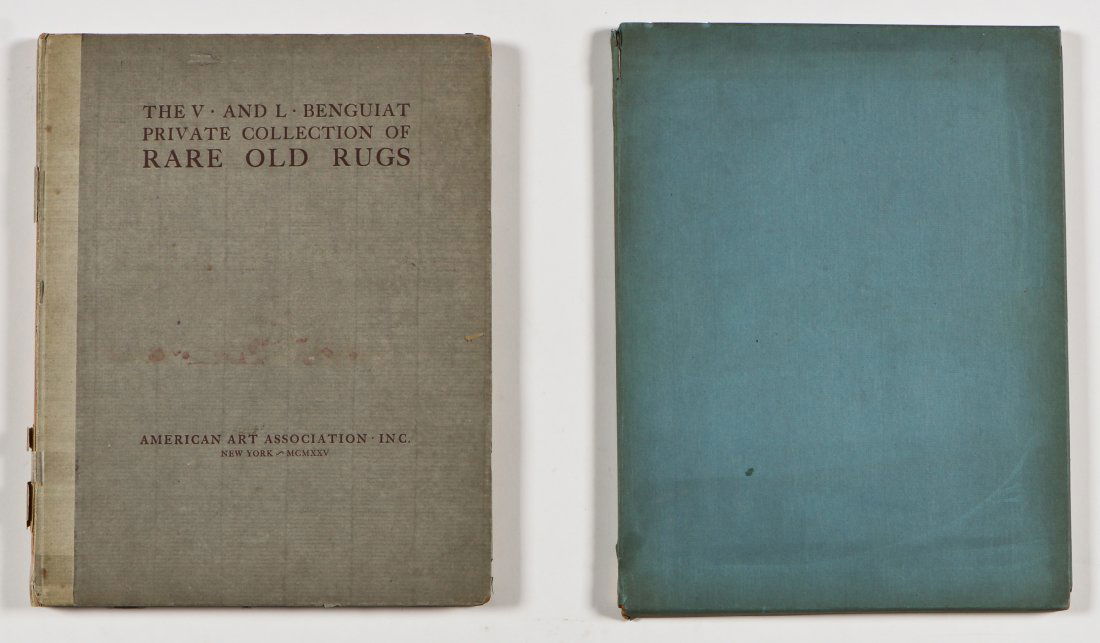 THE V · AND L · BENGUIAT
PRIVATE COLLECTION OF
RARE OLD RUGS
AMERICAN ART ASSOCIATION · INC.
NEW YORK ~ MCMXXV